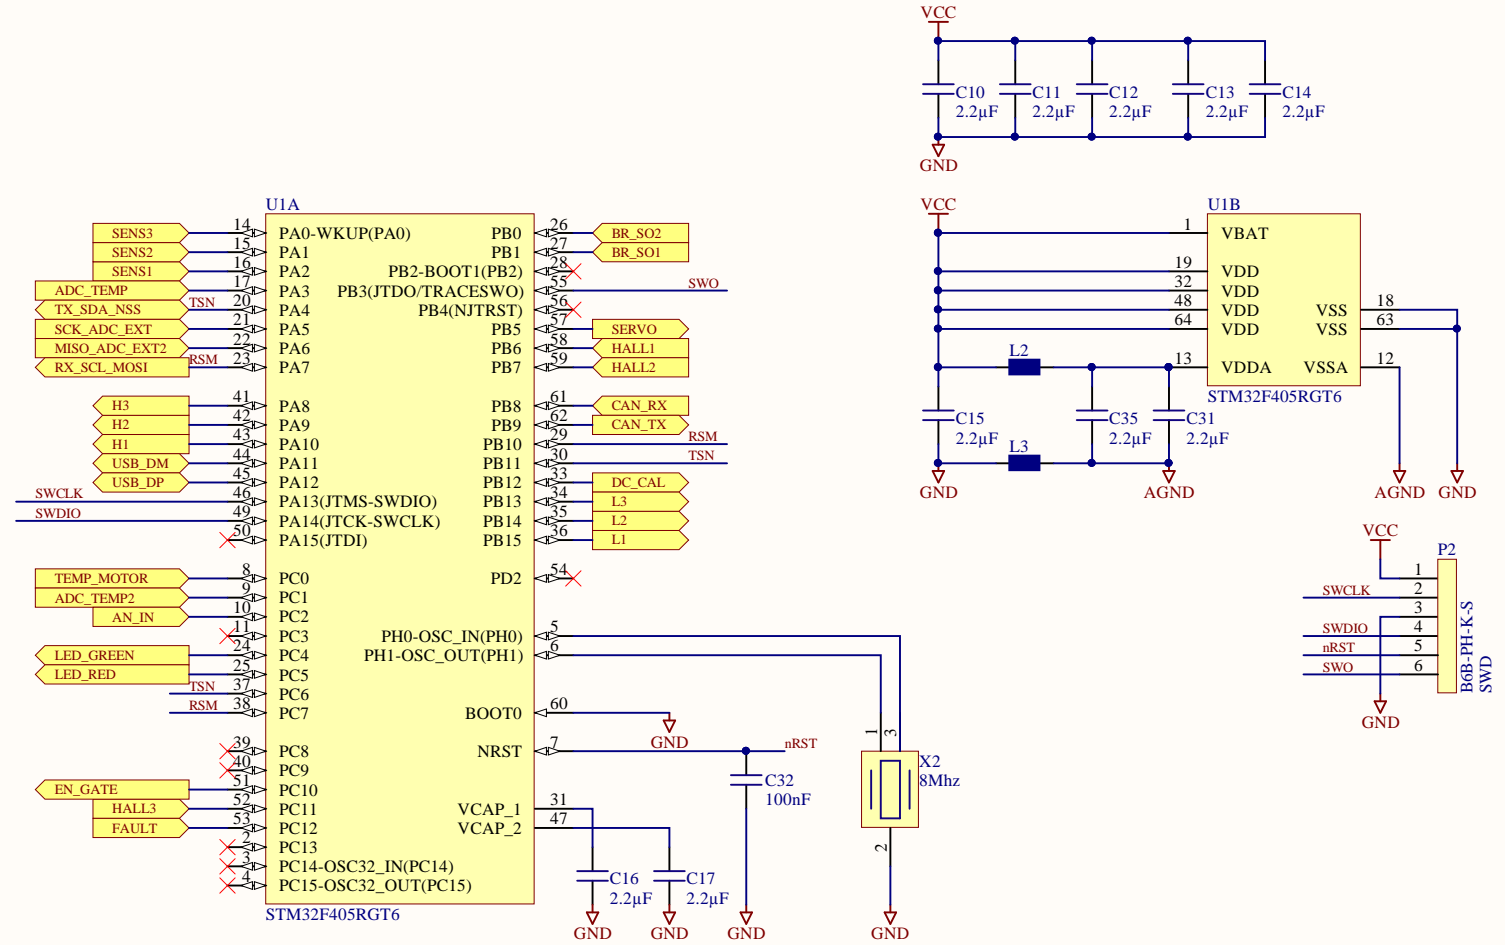 VCC
C10
2.2µF
C11
2.2µF
C12
2.2µF
C13
2.2µF
C14
2.2µF
GND
U1A
SENS3 14 PA0-WKUP(PA0)
SENS2 15 PA1
SENS1 16 PA2
ADC_TEMP 17 PA3
TX_SDA_NSS TSN 20 PA4
SCK_ADC_EXT 21 PA5
MISO_ADC_EXT2 22 PA6
RX_SCL_MOSI RSM 23 PA7
H3 41 PA8
H2 42 PA9
H1 43 PA10
USB_DM 44 PA11
USB_DP 45 PA12
SWCLK 46 PA13(JTMS-SWDIO)
SWDIO 49 PA14(JTCK-SWCLK)
50 PA15(JTDI)
TEMP_MOTOR 8 PC0
ADC_TEMP2 9 PC1
AN_IN 10 PC2
11 PC3
LED_GREEN 24 PC4
LED_RED 25 PC5
TSN 37 PC6
RSM 38 PC7
39 PC8
40 PC9
EN_GATE 51 PC10
HALL3 52 PC11
FAULT 53 PC12
2 PC13
3 PC14-OSC32_IN(PC14)
4 PC15-OSC32_OUT(PC15)
STM32F405RGT6
PB0 26 BR_SO2
PB1 27 BR_SO1
PB2-BOOT1(PB2) 28
PB3(JTDO/TRACESWO) 55 SWO
PB4(NJTRST) 56
PB5 57 SERVO
PB6 58 HALL1
PB7 59 HALL2
PB8 61 CAN_RX
PB9 62 CAN_TX
PB10 29 RSM
PB11 30 TSN
PB12 33 DC_CAL
PB13 34 L3
PB14 35 L2
PB15 36 L1
PD2 54
PH0-OSC_IN(PH0) 5
PH1-OSC_OUT(PH1) 6
BOOT0 60
GND
NRST 7 nRST
C32
100nF
GND
VCAP_1 31
VCAP_2 47
C16
2.2µF
GND
C17
2.2µF
GND
1
3
X2
8Mhz
2
GND
VCC
U1B
1 VBAT
19 VDD
32 VDD
48 VDD
64 VDD
13 VDDA
VSS 18
VSS 63
VSSA 12
STM32F405RGT6
L2
C15
2.2µF
C35
2.2µF
C31
2.2µF
L3
GND
AGND
AGND
GND
VCC
P2
1
SWCLK 2
3
SWDIO 4
nRST 5
SWO 6
B6B-PH-K-S
SWD
GND